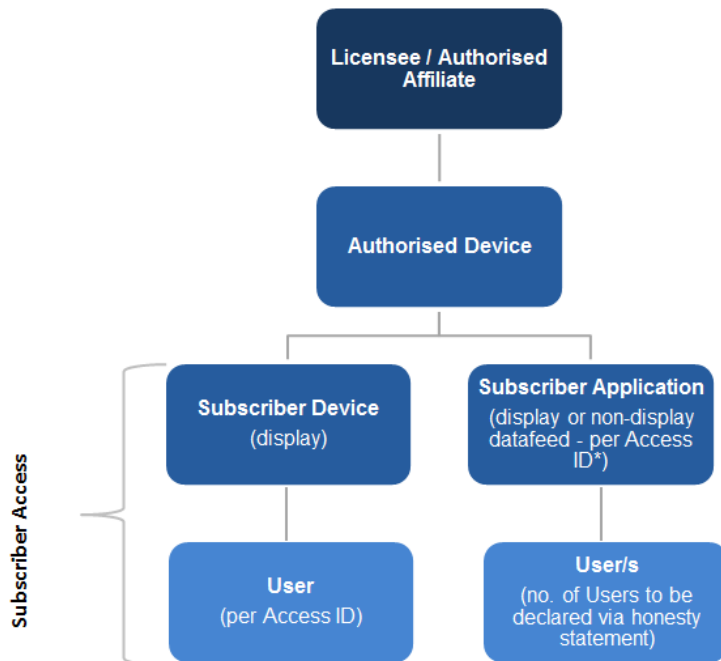 Licensee / Authorised
Affiliate
Authorised Device
Subscriber Access
Subscriber Device
(display)
Subscriber Application
(display or non-display
datafeed - per Access
ID*)
User
(per Access ID)
User/s
(no. of Users to be
declared via honesty
statement)